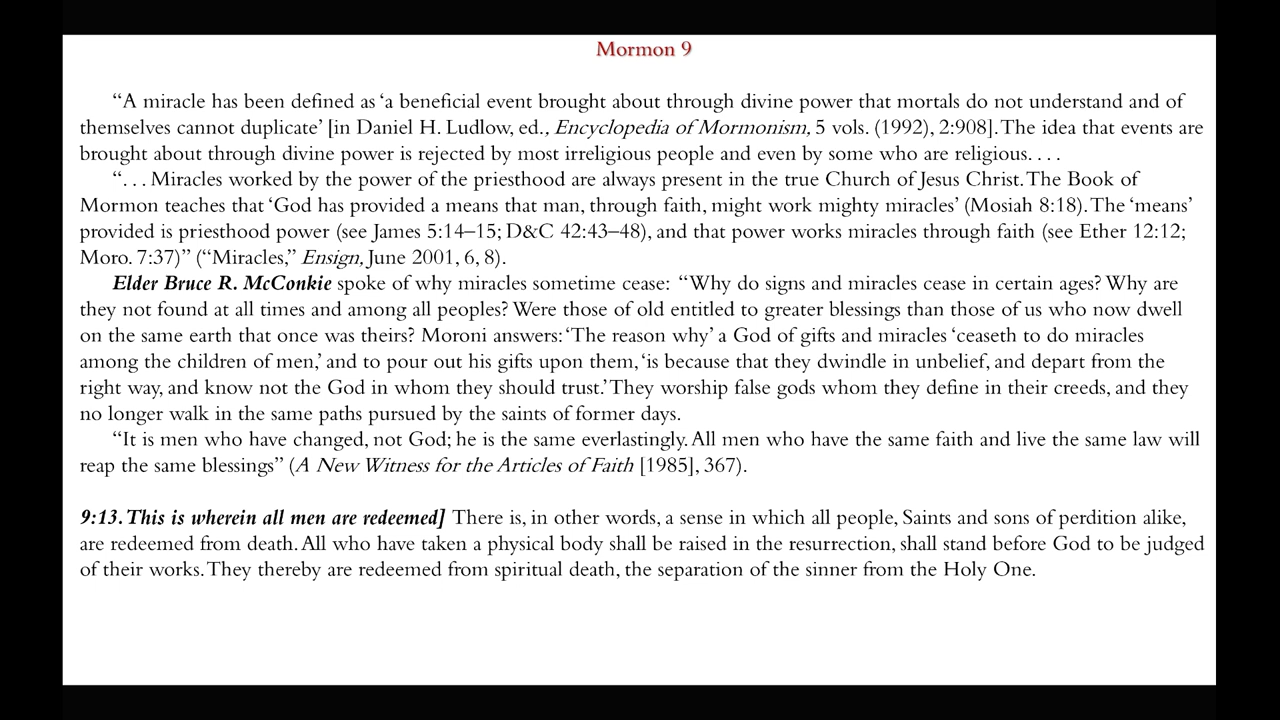 Mormon 9
“A miracle has been defined as ‘a beneficial event brought about through divine power that mortals do not understand and of
themselves cannot duplicate’ [in Daniel H. Ludlow, ed., Encyclopedia of Mormonism, 5 vols. (1992), 2:908]. The idea that events are
brought about through divine power is rejected by most irreligious people and even by some who are religious. . . .
“. . . Miracles worked by the power of the priesthood are always present in the true Church of Jesus Christ. The Book of
Mormon teaches that ‘God has provided a means that man, through faith, might work mighty miracles’ (Mosiah 8:18). The ‘means’
provided is priesthood power (see James 5:14–15; D&C 42:43–48), and that power works miracles through faith (see Ether 12:12;
Moro. 7:37)” (“Miracles,” Ensign, June 2001, 6, 8).
Elder Bruce R. McConkie spoke of why miracles sometime cease: “Why do signs and miracles cease in certain ages? Why are
they not found at all times and among all peoples? Were those of old entitled to greater blessings than those of us who now dwell
on the same earth that once was theirs? Moroni answers: ‘The reason why’ a God of gifts and miracles ‘ceaseth to do miracles
among the children of men,’ and to pour out his gifts upon them, ‘is because that they dwindle in unbelief, and depart from the
right way, and know not the God in whom they should trust.’ They worship false gods whom they define in their creeds, and they
no longer walk in the same paths pursued by the saints of former days.
“It is men who have changed, not God; he is the same everlastingly. All men who have the same faith and live the same law will
reap the same blessings” (A New Witness for the Articles of Faith [1985], 367).
9:13. This is wherein all men are redeemed] There is, in other words, a sense in which all people, Saints and sons of perdition alike,
are redeemed from death. All who have taken a physical body shall be raised in the resurrection, shall stand before God to be judged
of their works. They thereby are redeemed from spiritual death, the separation of the sinner from the Holy One.